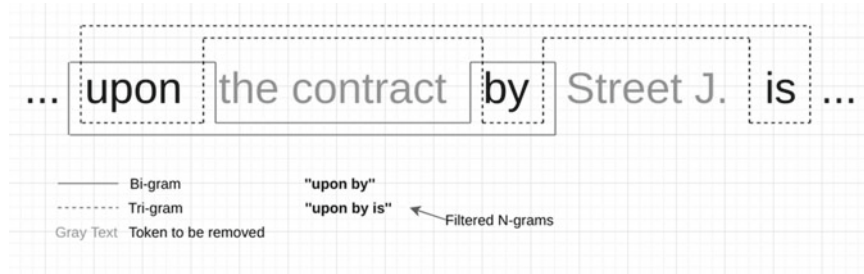 ... upon the contract by Street J. is ...
Bi-gram "upon by"
Tri-gram "upon by is"
Filtered N-grams
Gray Text Token to be removed